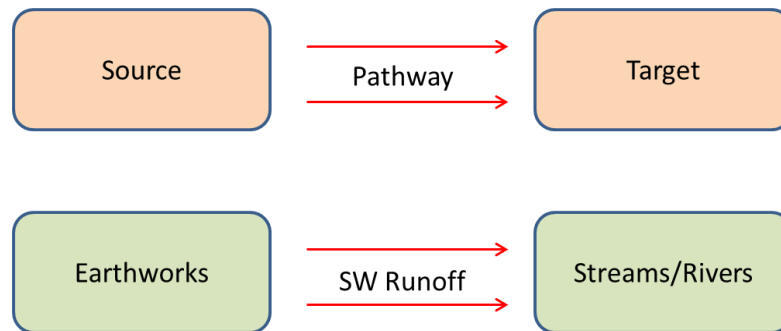 Source
Pathway
Target
Earthworks
SW Runoff
Streams/Rivers